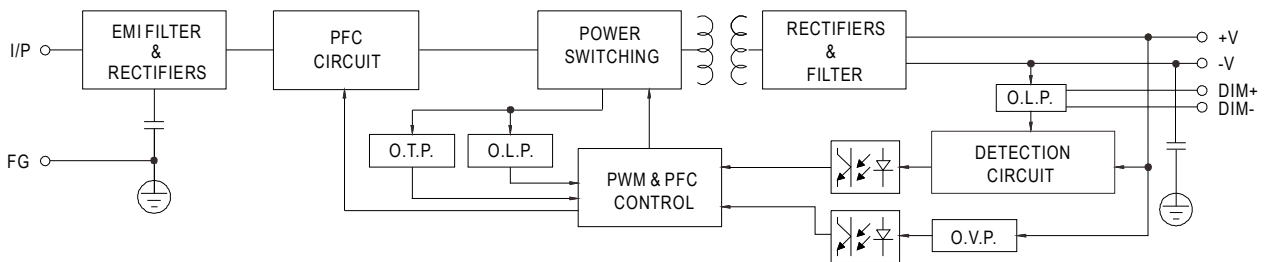 I/P
EMI FILTER
&
RECTIFIERS
PFC
CIRCUIT
POWER
SWITCHING
RECTIFIERS
&
FILTER
+V
-V
DIM+
DIM-
O.L.P.
O.T.P.
O.L.P.
FG
PWM & PFC
CONTROL
DETECTION
CIRCUIT
O.V.P.